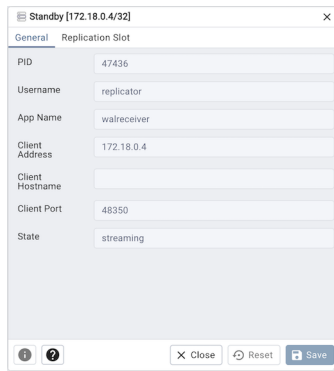 Standby [172.18.0.4/32]
General Replication Slot
PID 47436
Username replicator
App Name walreceiver
Client
Address 172.18.0.4
Client
Hostname
Client Port 48350
State streaming
Close Reset Save